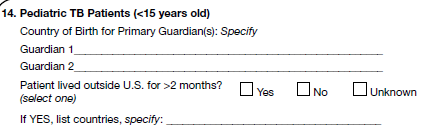 14. Pediatric TB Patients (<15 years old)
Country of Birth for Primary Guardian(s): Specify
Guardian 1
Guardian 2
Patient lived outside U.S. for >2 months? Yes No Unknown
(select one)
If YES, list countries, specify: